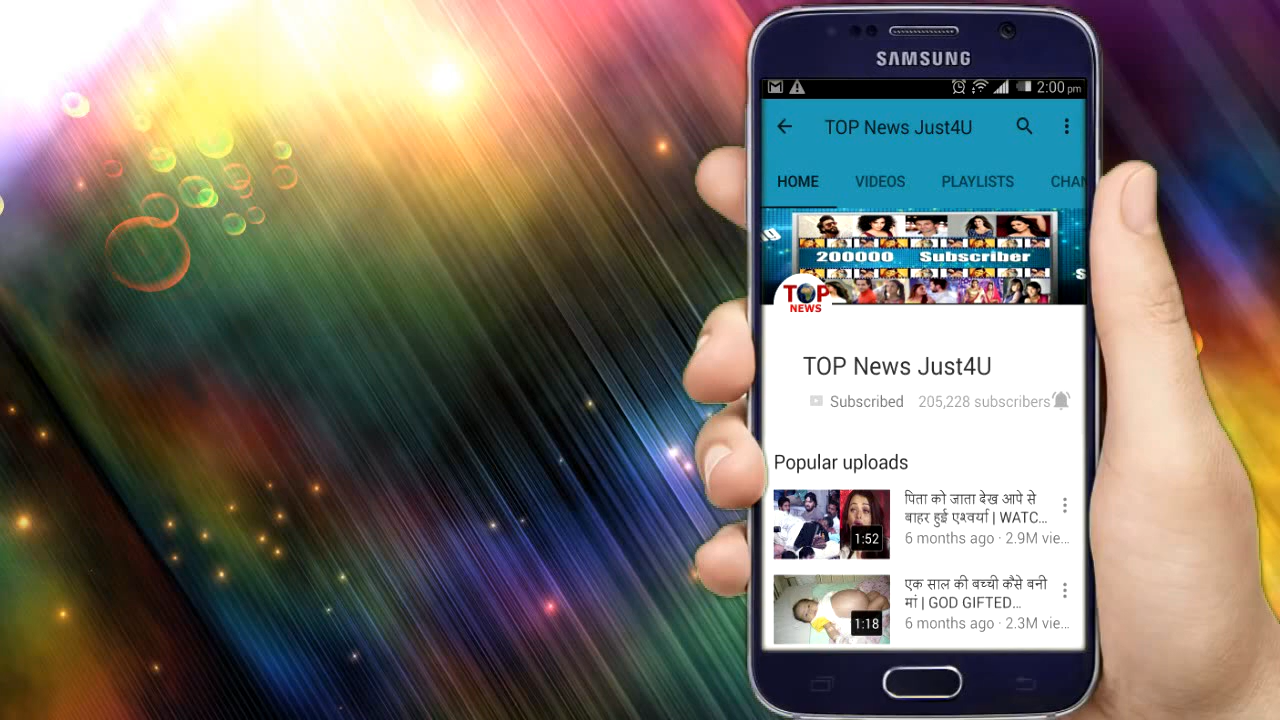 SAMSUNG
2:00 pm
TOP News Just4U
HOME VIDEOS PLAYLISTS CHAN
200000 Subscriber
TOP
NEWS
TOP News Just4U
Subscribed 205,228 subscribers
Popular uploads
पिता को जाता देख आपे से
बाहर हुई एश्वर्या | WATC...
6 months ago · 2.9M vie...
1:52
एक साल की बच्ची कैसे बनी
मां | GOD GIFTED...
6 months ago · 2.3M vie...
1:18